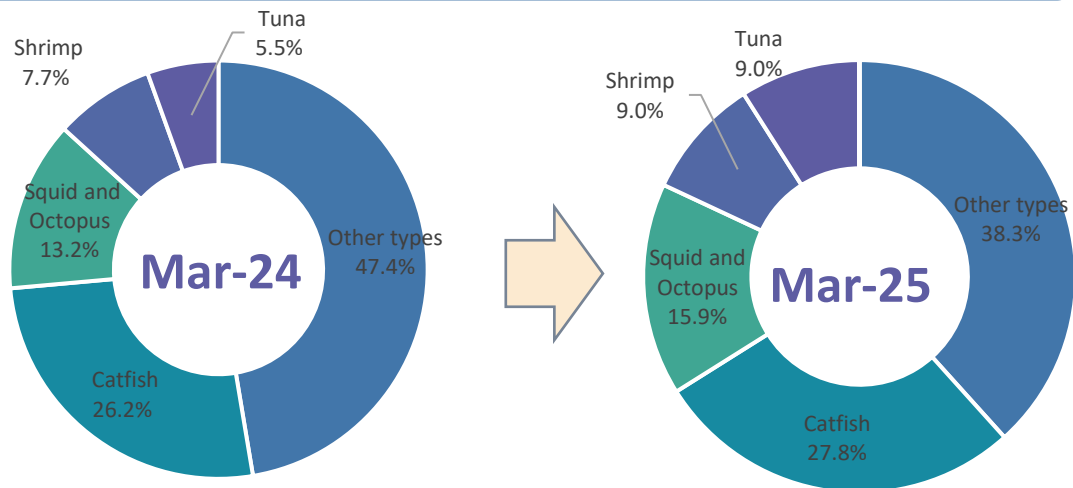 Tuna
5.5%
Shrimp
7.7%
Squid and
Octopus
13.2%
Other types
47.4%
Mar-24
Catfish
26.2%
Tuna
9.0%
Shrimp
9.0%
Other types
38.3%
Squid and
Octopus
15.9%
Mar-25
Catfish
27.8%